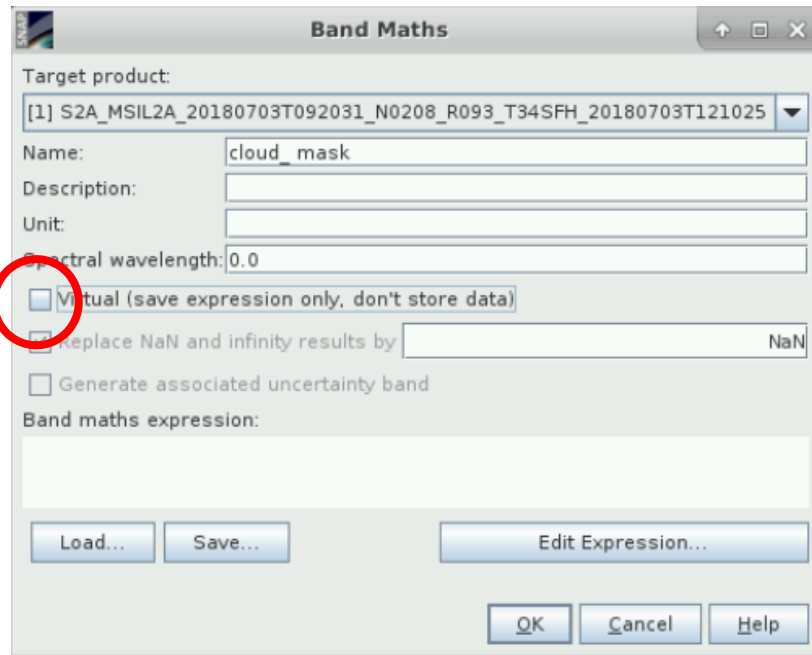 SNAP
Band Maths
Target product:
[1] S2A_MSIL2A_20180703T092031_N0208_R093_T34SFH_20180703T121025
Name: cloud_ mask
Description:
Unit:
Spectral wavelength: 0.0
Virtual (save expression only, don't store data)
Replace NaN and infinity results by NaN
Generate associated uncertainty band
Band maths expression:
Load... Save... Edit Expression...
OK Cancel Help